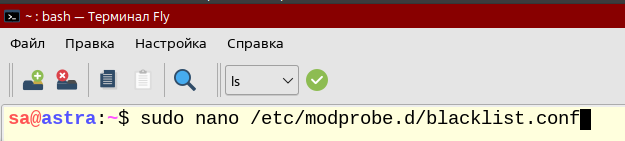 ~ : bash — Терминал Fly
Файл Правка Настройка Справка
ls
sa@astra:~$ sudo nano /etc/modprobe.d/blacklist.conf